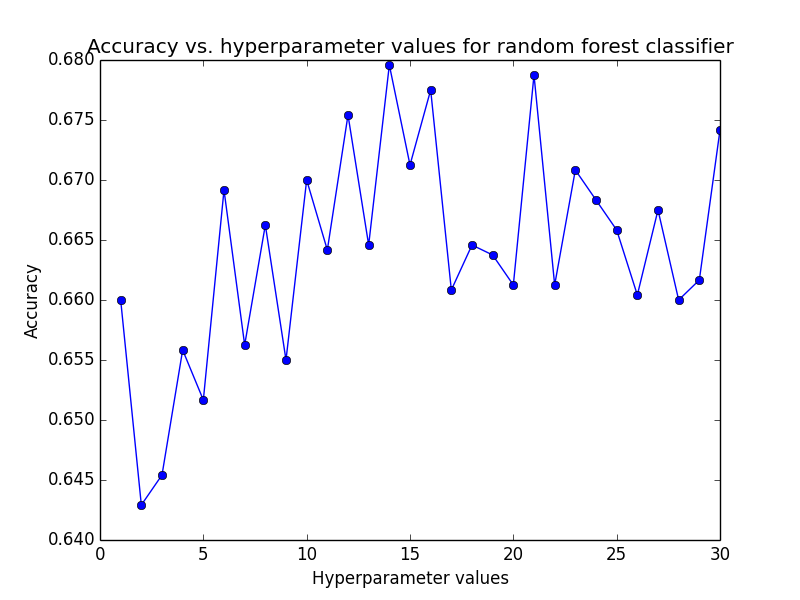 Accuracy vs. hyperparameter values for random forest classifier
0.680
0.675
0.670
0.665
0.660
0.655
0.650
0.645
0.640
Accuracy
0 5 10 15 20 25 30
Hyperparameter values